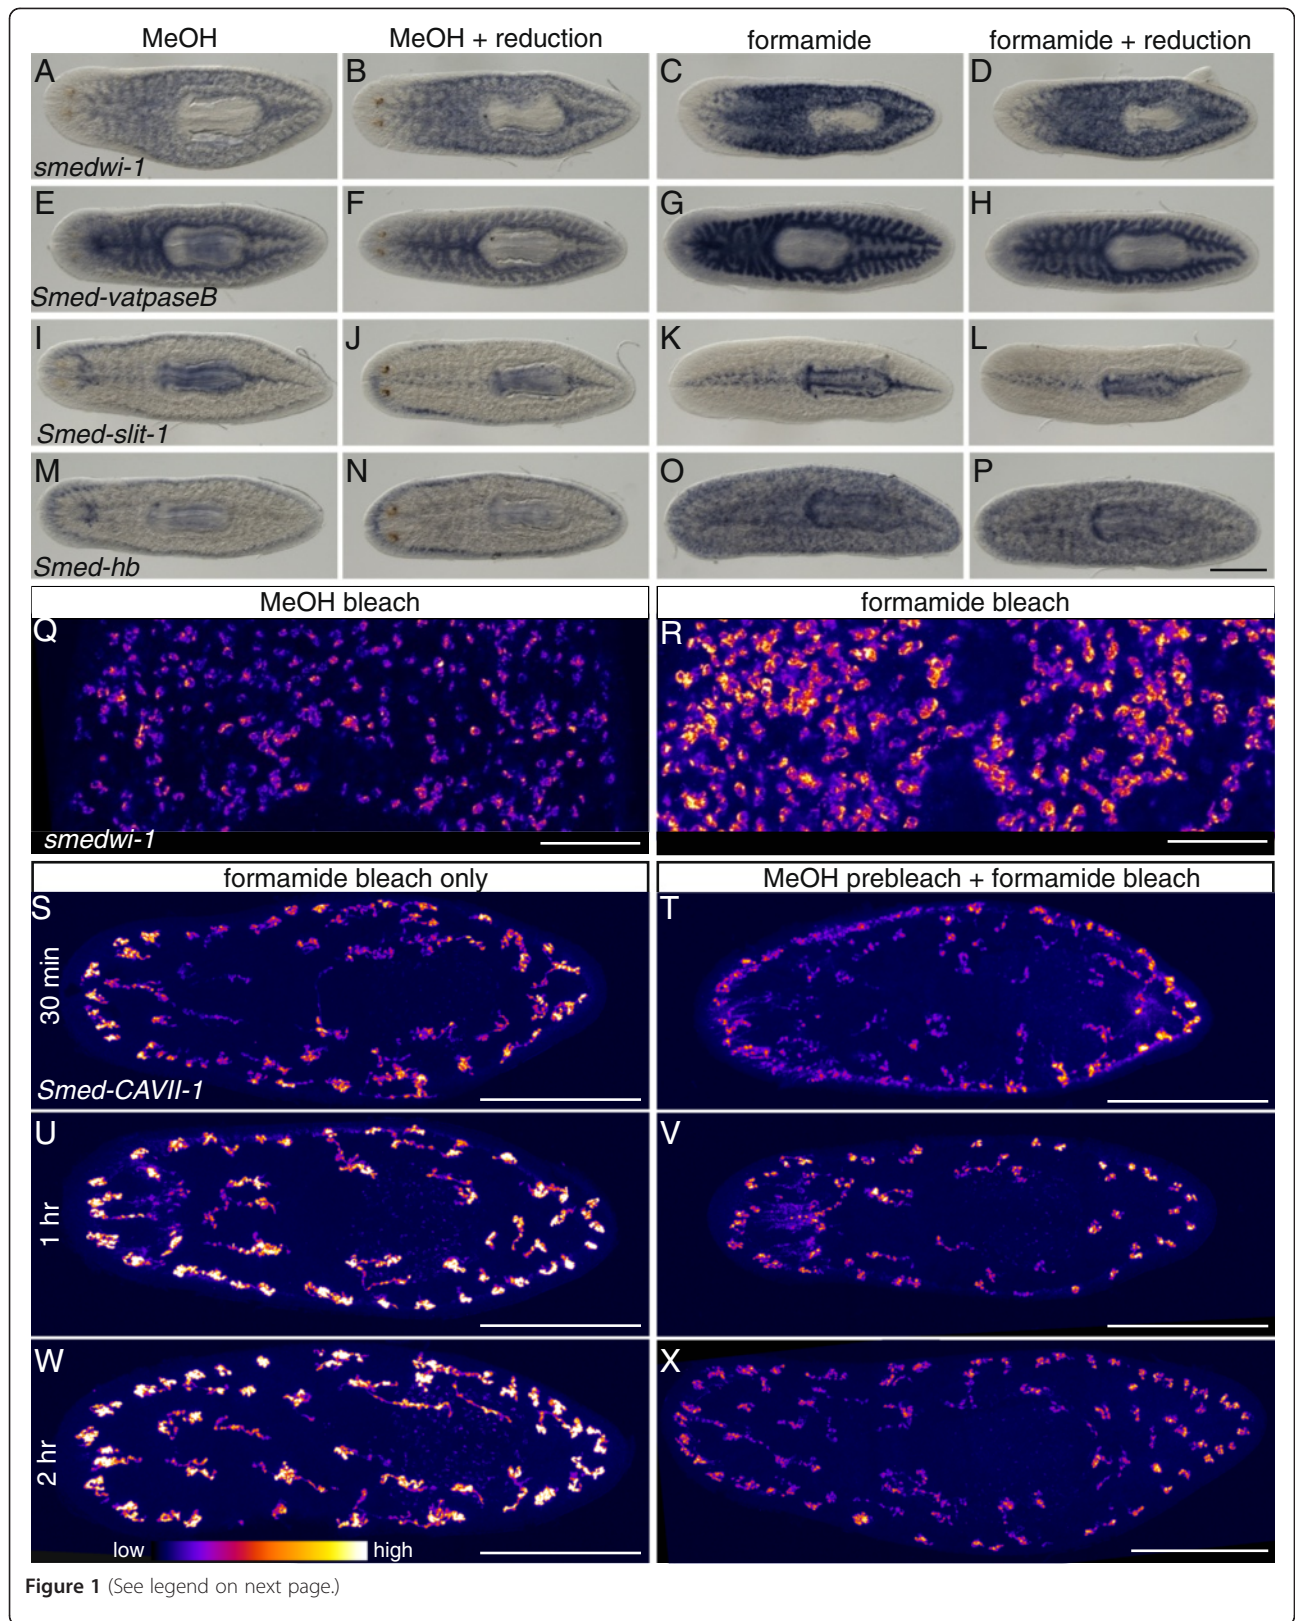 MeOH
MeOH + reduction
formamide
formamide + reduction
A
B
C
D
smedwi-1
E
F
G
H
Smed-vatpaseB
I
J
K
L
Smed-slit-1
M
N
O
P
Smed-hb
MeOH bleach
formamide bleach
Q
R
smedwi-1
formamide bleach only
MeOH prebleach + formamide bleach
S
T
30 min
Smed-CAVII-1
U
V
1 hr
W
X
2 hr
low
high
Figure 1 (See legend on next page.)